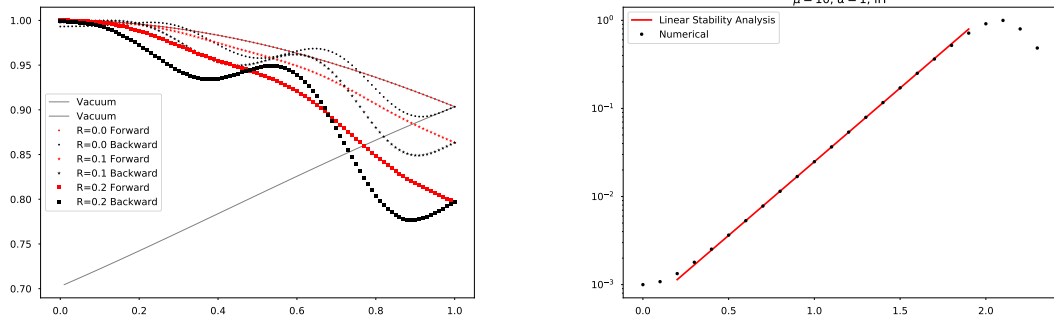 1.00
0.95
0.90
0.85
0.80
0.75
0.70
Vacuum
Vacuum
R=0.0 Forward
R=0.0 Backward
R=0.1 Forward
R=0.1 Backward
R=0.2 Forward
R=0.2 Backward
0.0 0.2 0.4 0.6 0.8 1.0
10⁰
10⁻¹
10⁻²
10⁻³
Linear Stability Analysis
Numerical
0.0 0.5 1.0 1.5 2.0